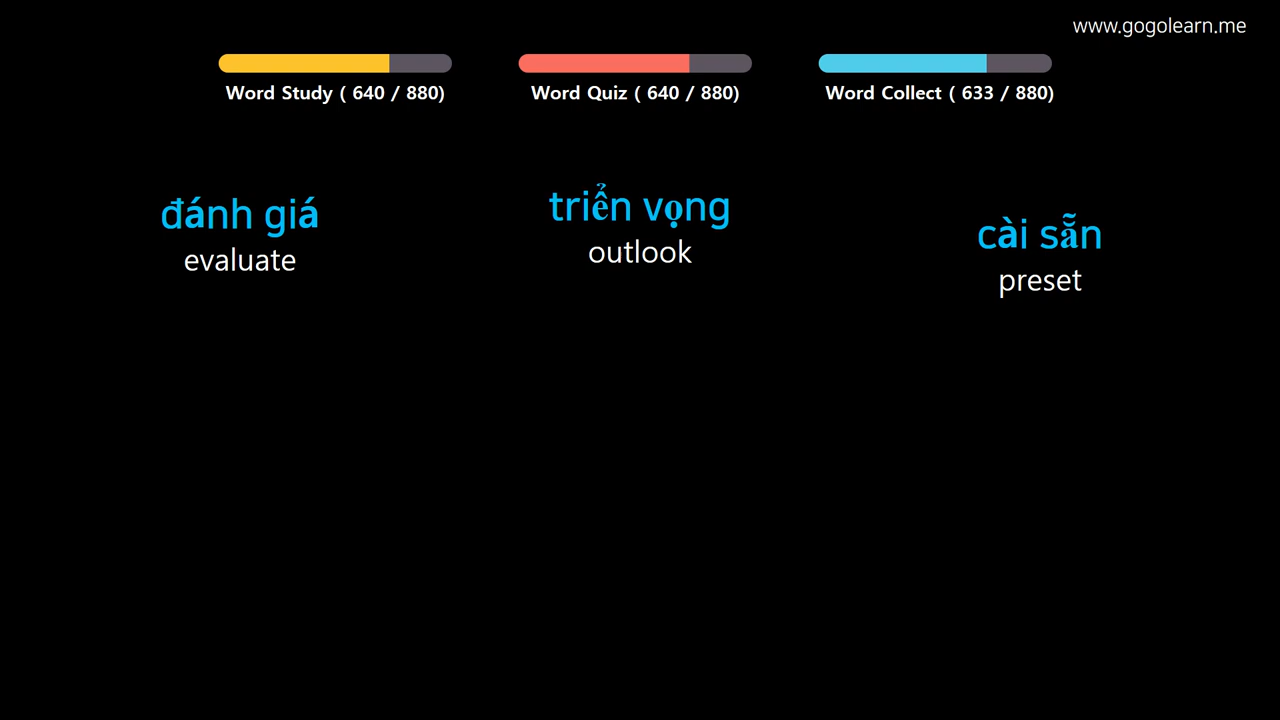 www.gogolearn.me
Word Study ( 640 / 880)
Word Quiz ( 640 / 880)
Word Collect ( 633 / 880)
đánh giá
evaluate
triển vọng
outlook
cài sẵn
preset